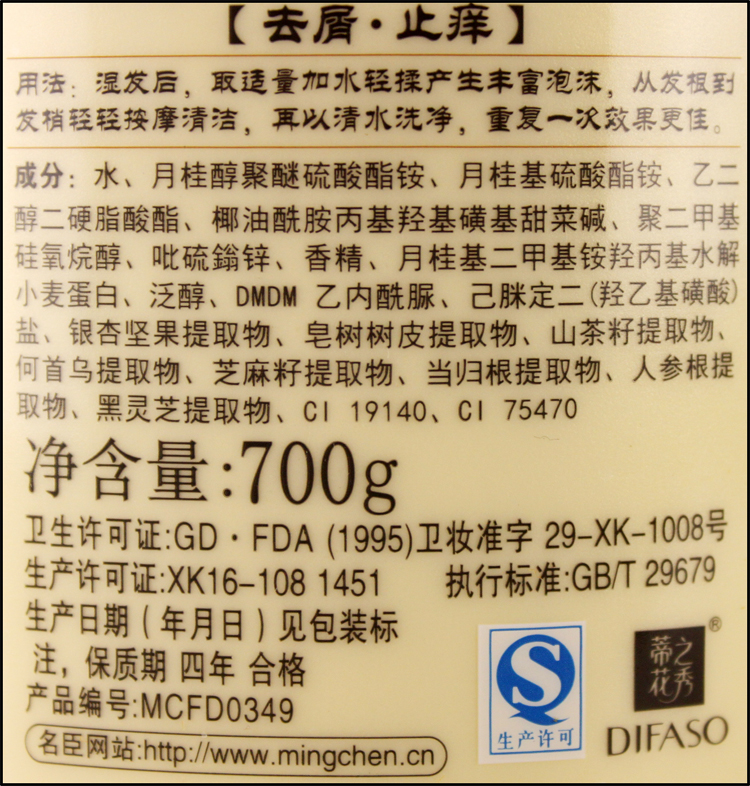 【去屑·止痒】
用法：湿发后，取适量加水轻揉产生丰富泡沫，从发根到
发梢轻轻按摩清洁，再以清水洗净，重复一次效果更佳。
成分：水、月桂醇聚醚硫酸酯铵、月桂基硫酸酯铵、乙二
醇二硬脂酸酯、椰油酰胺丙基羟基磺基甜菜碱、聚二甲基
硅氧烷醇、吡硫鎓锌、香精、月桂基二甲基铵羟丙基水解
小麦蛋白、泛醇、DMDM 乙内酰脲、己脒定二(羟乙基磺酸)
盐、银杏坚果提取物、皂树树皮提取物、山茶籽提取物、
何首乌提取物、芝麻籽提取物、当归根提取物、人参根提
取物、黑灵芝提取物、CI 19140、CI 75470
净含量:700g
卫生许可证:GD·FDA (1995)卫妆准字 29-XK-1008号
生产许可证:XK16-108 1451 执行标准:GB/T 29679
生产日期(年月日)见包装标
注，保质期 四年 合格
产品编号:MCFD0349
名臣网站:http://www.mingchen.cn
QS
生产许可
蒂之
花秀
®
DIFASO